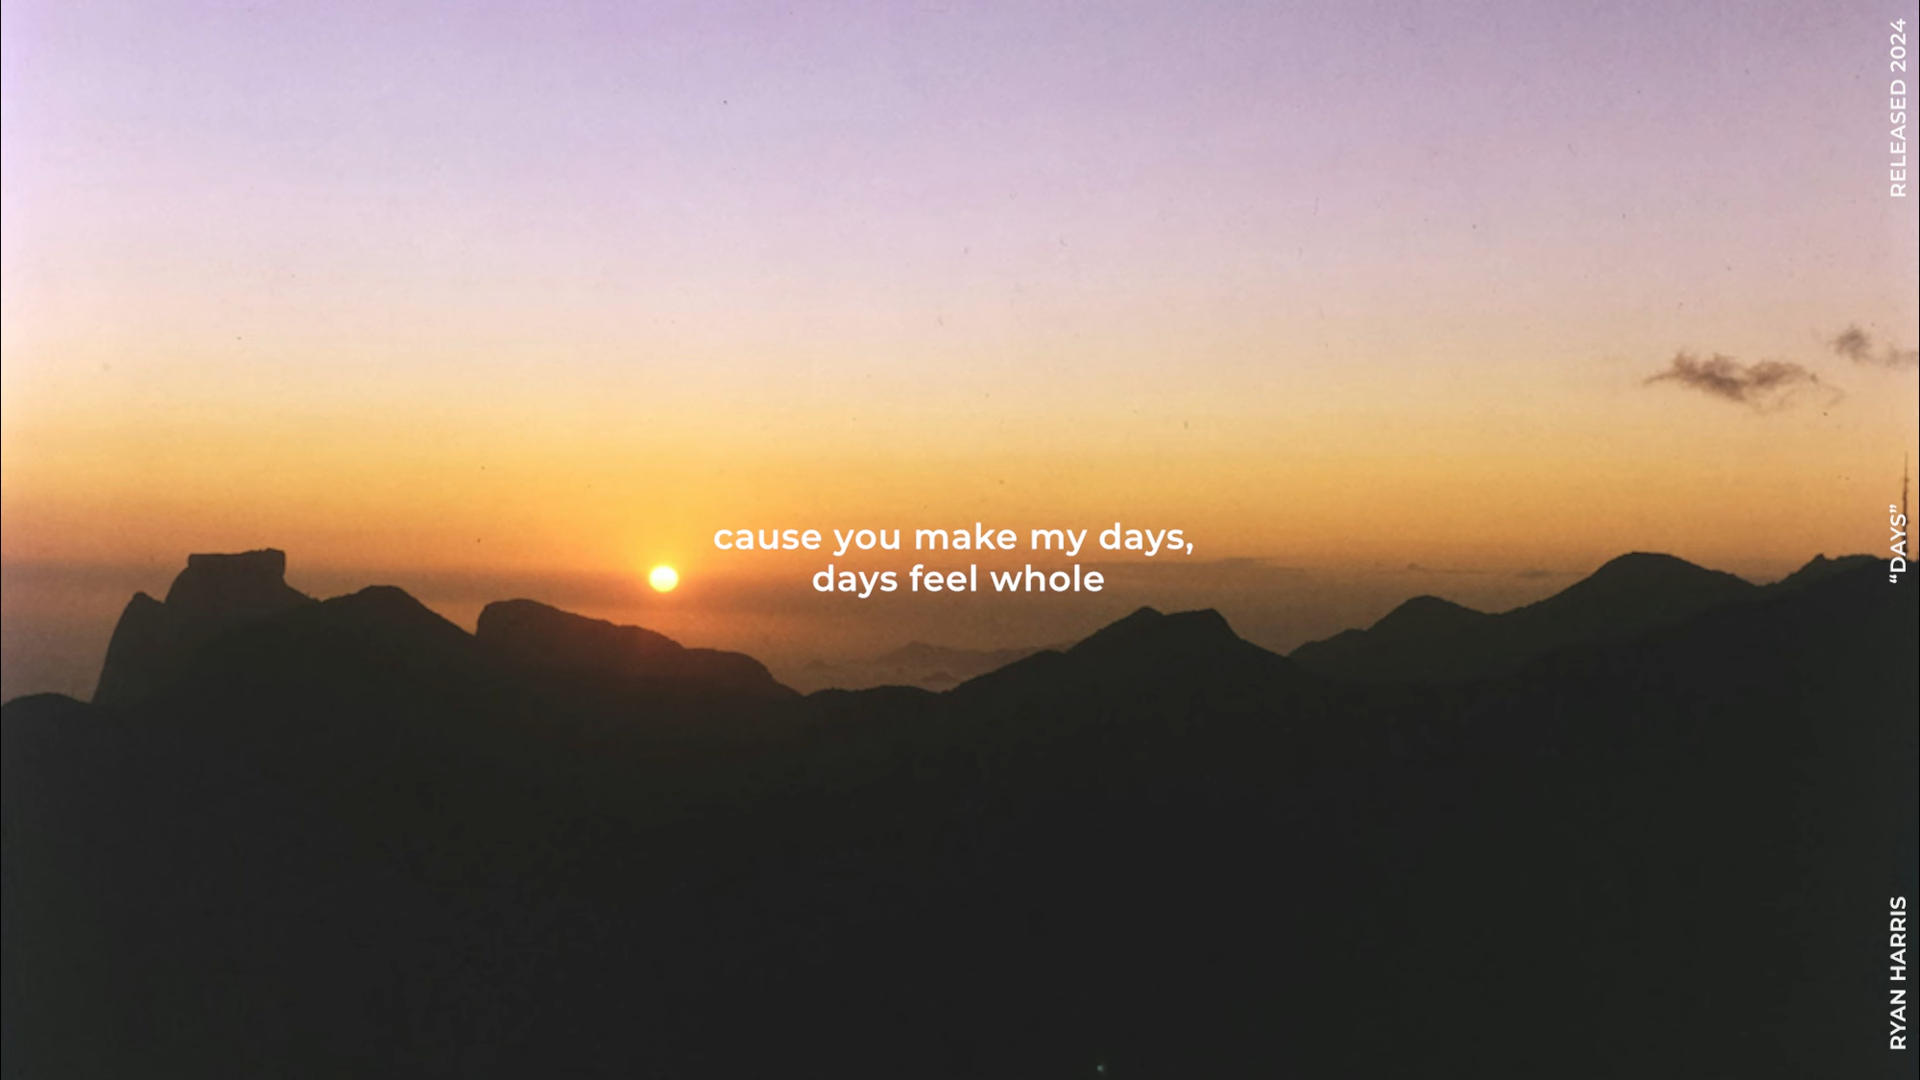 cause you make my days,
days feel whole
RELEASED 2024
“DAYS”
RYAN HARRIS